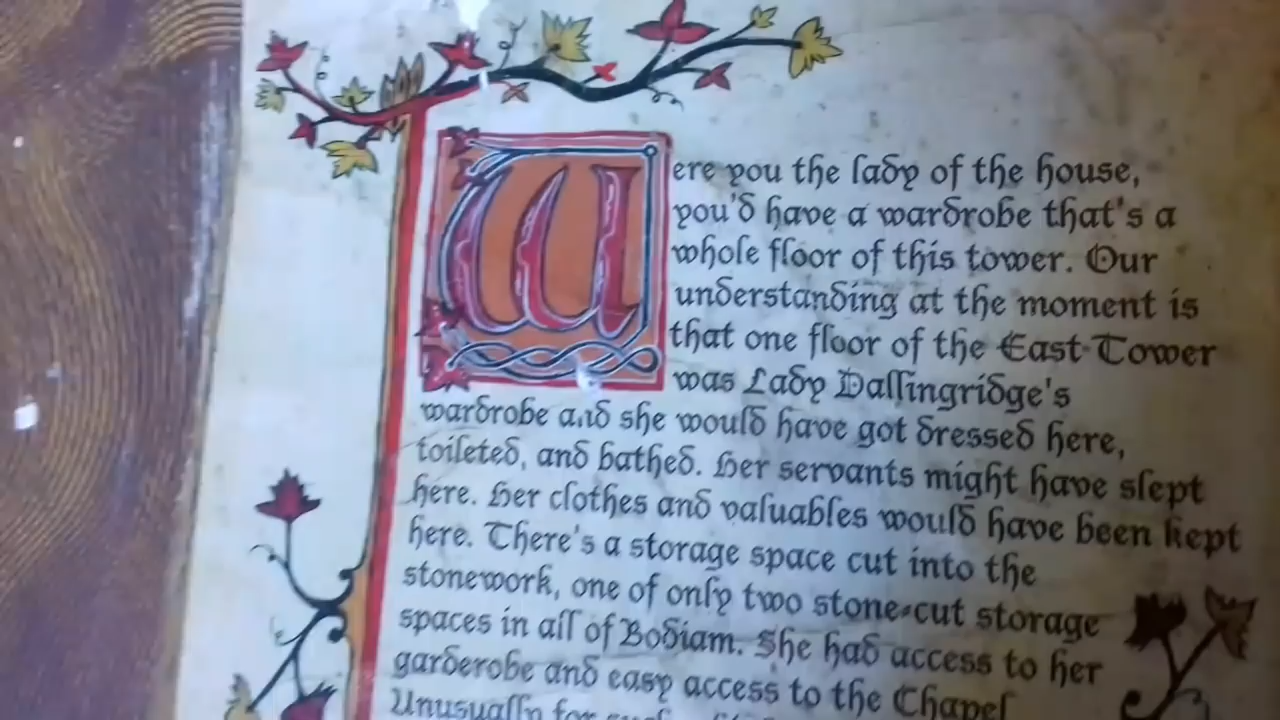 Were you the lady of the house,
you'd have a wardrobe that's a
whole floor of this tower. Our
understanding at the moment is
that one floor of the East Tower
was Lady Dallingridge's
wardrobe and she would have got dressed here,
toileted, and bathed. Her servants might have slept
here. Her clothes and valuables would have been kept
here. There's a storage space cut into the
stonework, one of only two stone-cut storage
spaces in all of Bodiam. She had access to her
garderobe and easy access to the Chapel
Unusually for such